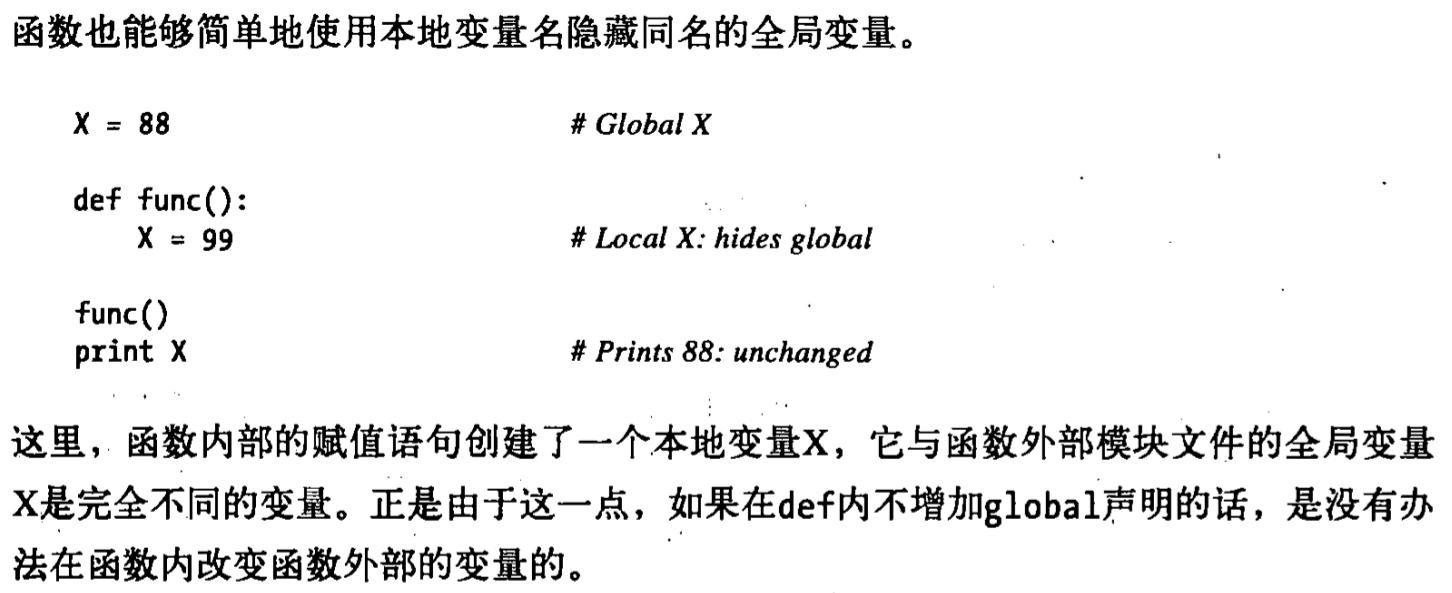 函数也能够简单地使用本地变量名隐藏同名的全局变量。
X = 88 # Global X
def func():
X = 99 # Local X: hides global
func()
print X # Prints 88: unchanged
这里，函数内部的赋值语句创建了一个本地变量X，它与函数外部模块文件的全局变量
X是完全不同的变量。正是由于这一点，如果在def内不增加global声明的话，是没有办
法在函数内改变函数外部的变量的。